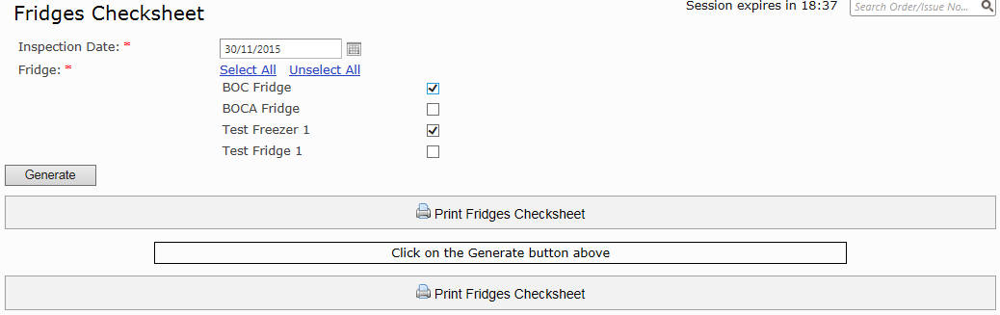 Fridges Checksheet
Session expires in 18:37
Search Order/Issue No...
Inspection Date: *
30/11/2015
Fridge: *
Select All Unselect All
BOC Fridge
BOCA Fridge
Test Freezer 1
Test Fridge 1
Generate
Print Fridges Checksheet
Click on the Generate button above
Print Fridges Checksheet